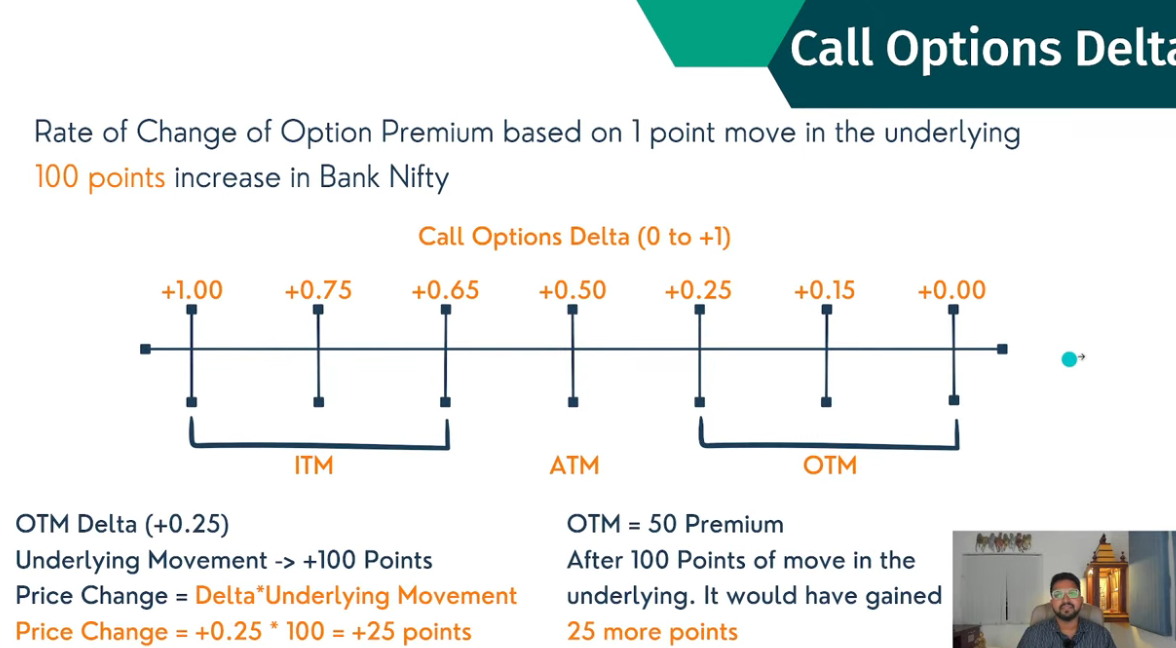 Call Options Delta
Rate of Change of Option Premium based on 1 point move in the underlying
100 points increase in Bank Nifty
Call Options Delta (0 to +1)
+1.00 +0.75 +0.65 +0.50 +0.25 +0.15 +0.00
ITM ATM OTM
OTM Delta (+0.25)
Underlying Movement -> +100 Points
Price Change = Delta*Underlying Movement
Price Change = +0.25 * 100 = +25 points
OTM = 50 Premium
After 100 Points of move in the
underlying. It would have gained
25 more points